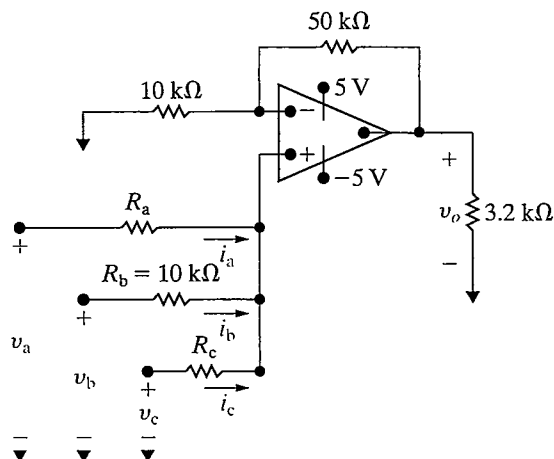 50 kΩ
10 kΩ
5 V
−
+
−5 V
+
v_o 3.2 kΩ
−
R_a
+
i_a
R_b = 10 kΩ
+
i_b
v_a
R_c
v_b
+
i_c
v_c
− − −